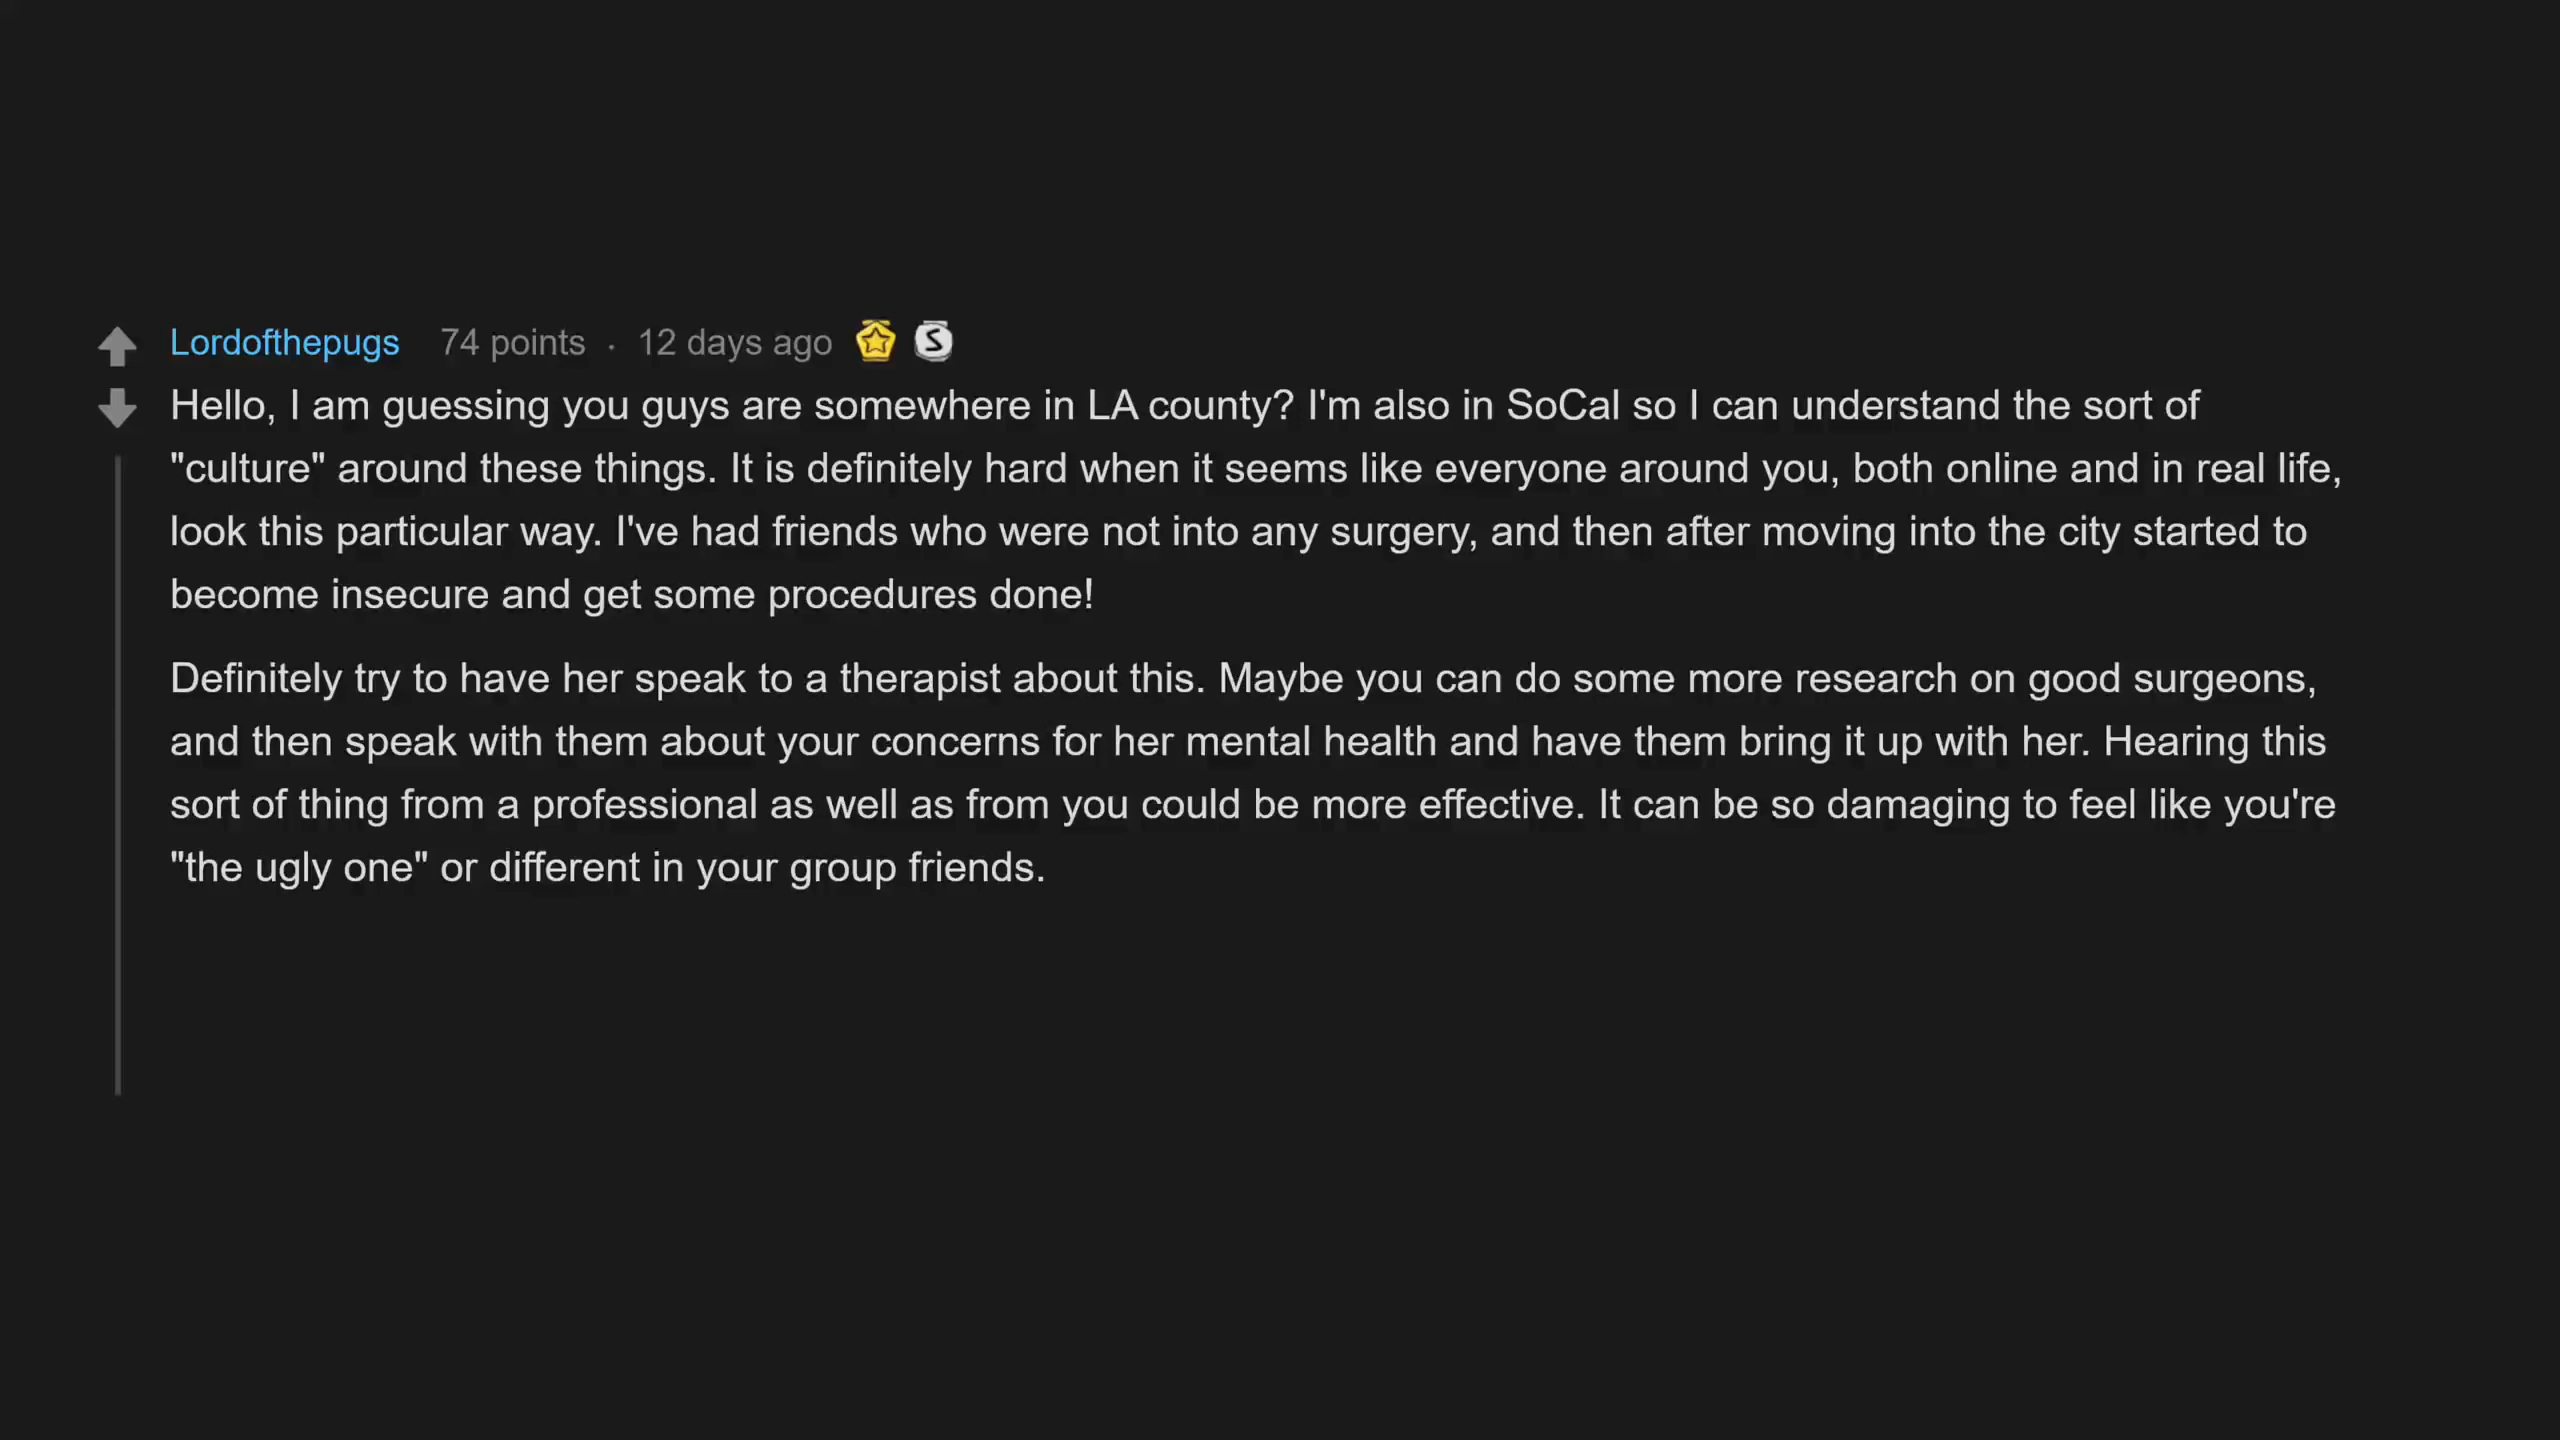 Lordofthepugs 74 points · 12 days ago
Hello, I am guessing you guys are somewhere in LA county? I'm also in SoCal so I can understand the sort of
"culture" around these things. It is definitely hard when it seems like everyone around you, both online and in real life,
look this particular way. I've had friends who were not into any surgery, and then after moving into the city started to
become insecure and get some procedures done!
Definitely try to have her speak to a therapist about this. Maybe you can do some more research on good surgeons,
and then speak with them about your concerns for her mental health and have them bring it up with her. Hearing this
sort of thing from a professional as well as from you could be more effective. It can be so damaging to feel like you're
"the ugly one" or different in your group friends.